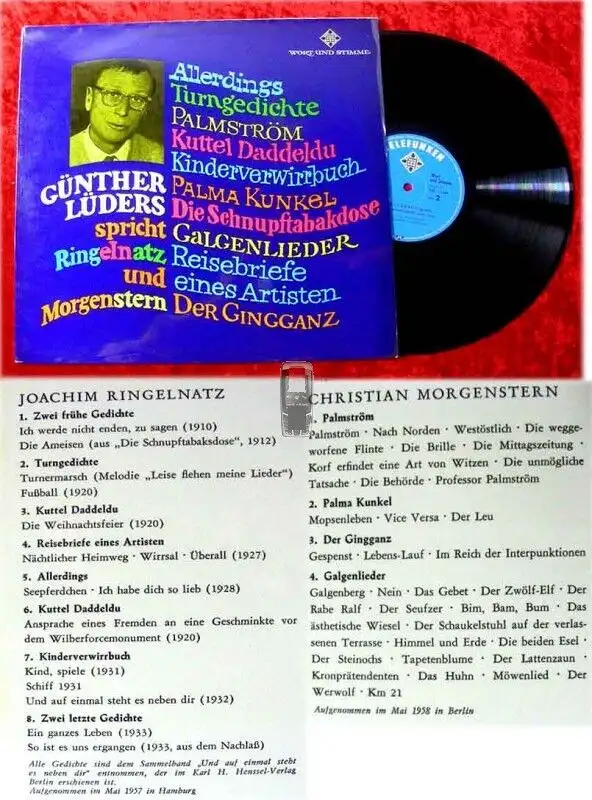 WORT UND STIMME
Allerdings
Turngedichte
PALMSTRÖM
Kuttel Daddeldu
Kinderverwirrbuch
PALMA KUNKEL
Die Schnupftabakdose
GALGENLIEDER
Reisebriefe
eines Artisten
DER GINGGANZ
GÜNTHER
LÜDERS
spricht
Ringelnatz
und
Morgenstern
TELEFUNKEN
2
JOACHIM RINGELNATZ
1. Zwei frühe Gedichte
Ich werde nicht enden, zu sagen (1910)
Die Ameisen (aus „Die Schnupftabaksdose“, 1912)
2. Turngedichte
Turnermarsch (Melodie „Leise flehen meine Lieder“)
Fußball (1920)
3. Kuttel Daddeldu
Die Weihnachtsfeier (1920)
4. Reisebriefe eines Artisten
Nächtlicher Heimweg · Wirrsal · Überall (1927)
5. Allerdings
Seepferdchen · Ich habe dich so lieb (1928)
6. Kuttel Daddeldu
Ansprache eines Fremden an eine Geschminkte vor
dem Wilberforcemonument (1920)
7. Kinderverwirrbuch
Kind, spiele (1931)
Schiff 1931
Und auf einmal steht es neben dir (1932)
8. Zwei letzte Gedichte
Ein ganzes Leben (1933)
So ist es uns ergangen (1933, aus dem Nachlaß)
Alle Gedichte sind dem Sammelband „Und auf einmal steht
es neben dir“ entnommen, der im Karl H. Henssel-Verlag
Berlin erschienen ist.
Aufgenommen im Mai 1957 in Hamburg
CHRISTIAN MORGENSTERN
1. Palmström
Palmström · Nach Norden · Westöstlich · Die wegge-
worfene Flinte · Die Brille · Die Mittagszeitung ·
Korf erfindet eine Art von Witzen · Die unmögliche
Tatsache · Die Behörde · Professor Palmström
2. Palma Kunkel
Mopsenleben · Vice Versa · Der Leu
3. Der Gingganz
Gespenst · Lebens-Lauf · Im Reich der Interpunktionen
4. Galgenlieder
Galgenberg · Nein · Das Gebet · Der Zwölf-Elf · Der
Rabe Ralf · Der Seufzer · Bim, Bam, Bum · Das
ästhetische Wiesel · Der Schaukelstuhl auf der verlas-
senen Terrasse · Himmel und Erde · Die beiden Esel ·
Der Steinochs · Tapetenblume · Der Lattenzaun ·
Kronprätendenten · Das Huhn · Möwenlied · Der
Werwolf · Km 21
Aufgenommen im Mai 1958 in Berlin